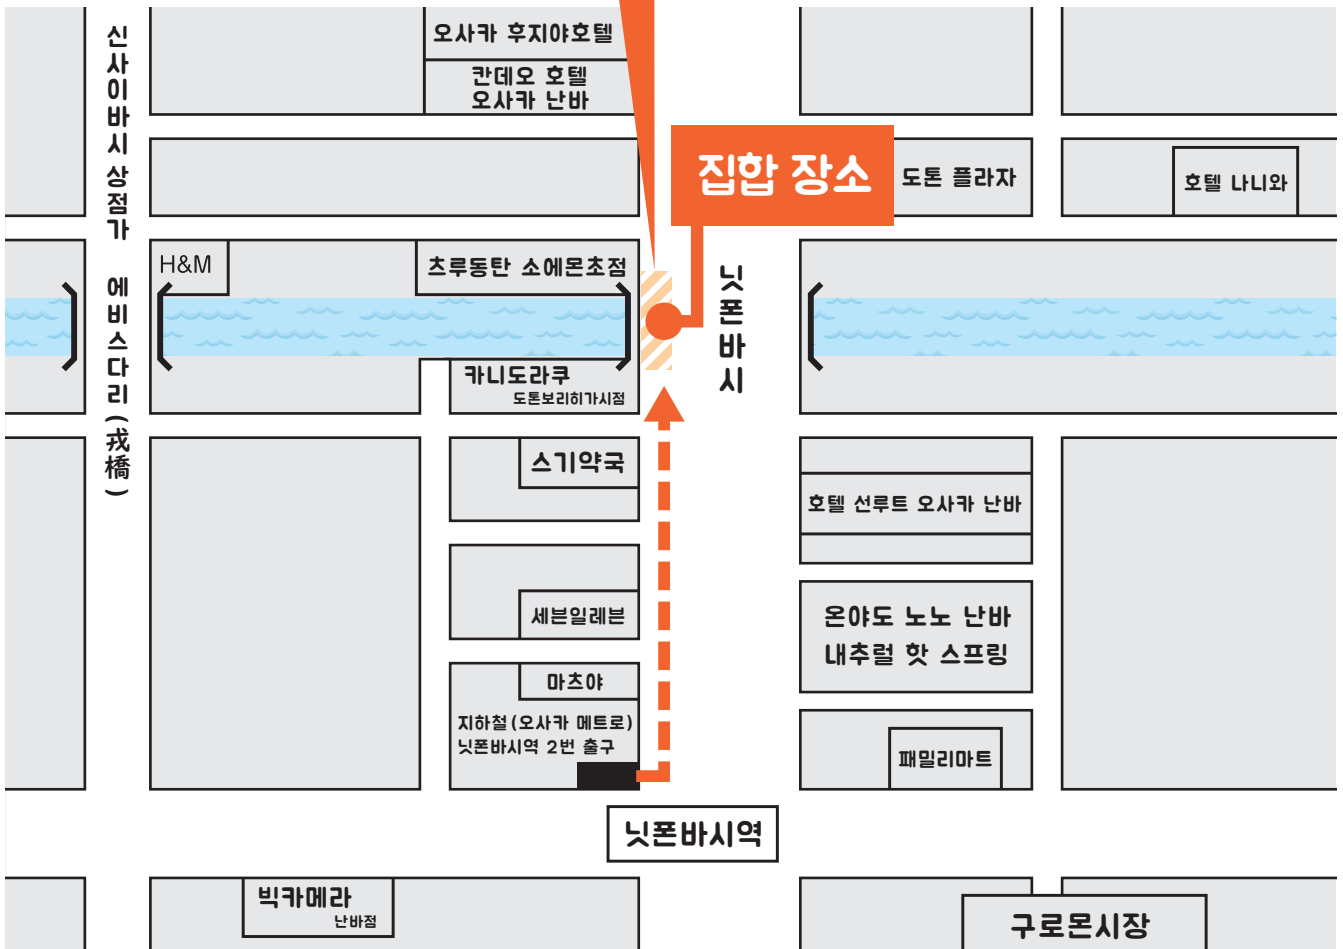 오사카 후지야호텔
칸데오 호텔
오사카 난바
신사이바시 상점가
집합 장소
도톤 플라자
호텔 나니와
H&M
츠루동탄 소에몬초점
닛폰바시
에비스다리(戎橋)
카니도라쿠
도톤보리히가시점
스기약국
호텔 선루트 오사카 난바
세븐일레븐
온야도 노노 난바
내추럴 핫 스프링
마츠야
지하철(오사카 메트로)
닛폰바시역 2번 출구
패밀리마트
닛폰바시역
빅카메라
난바점
구로몬시장